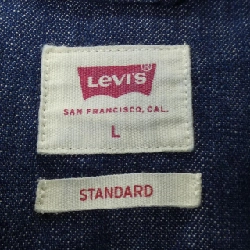 Levi's
SAN FRANCISCO, CAL.
L
STANDARD